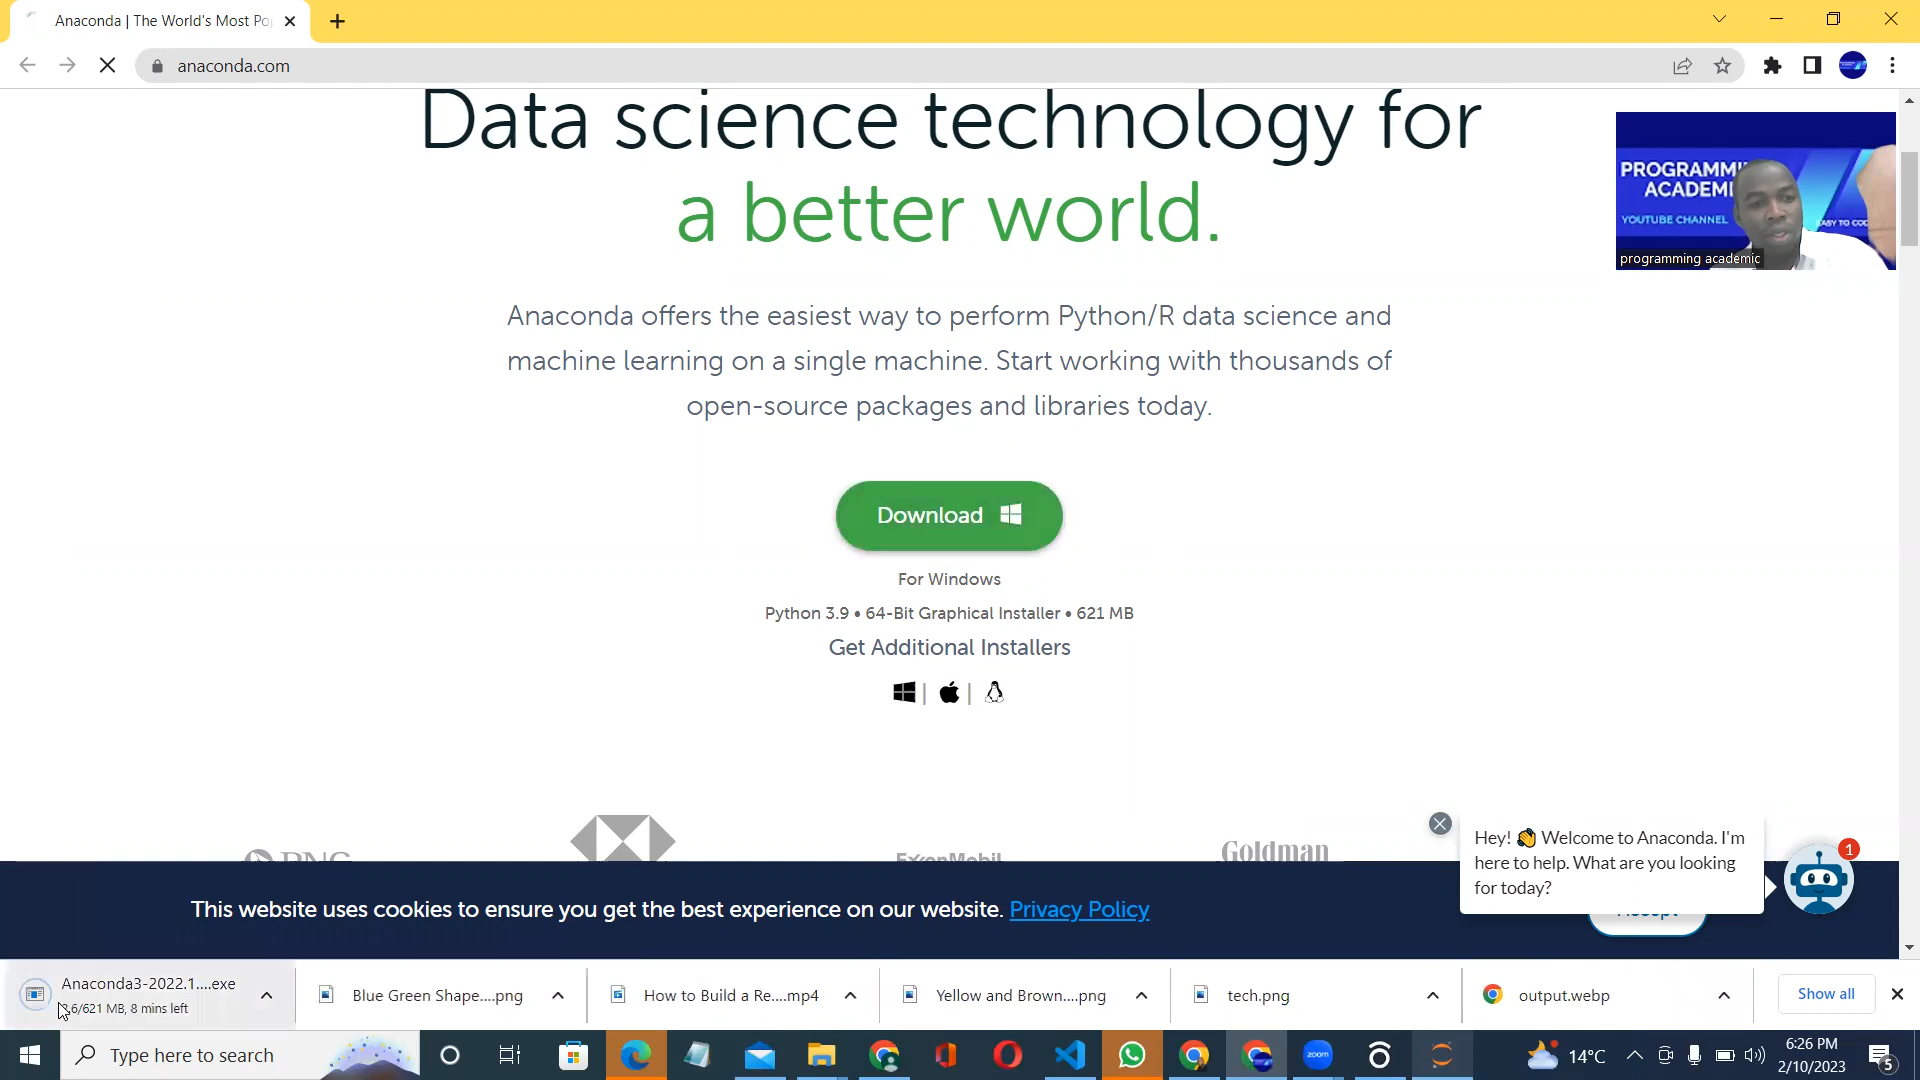 Anaconda | The World's Most Po
anaconda.com
Data science technology for
a better world.
PROGRAMMI
ACADEMI
YOUTUBE CHANNEL
EASY TO COD
programming academic
Anaconda offers the easiest way to perform Python/R data science and
machine learning on a single machine. Start working with thousands of
open-source packages and libraries today.
Download
For Windows
Python 3.9 • 64-Bit Graphical Installer • 621 MB
Get Additional Installers
| |
PNC
ExxonMobil
Goldman
Hey! 👋 Welcome to Anaconda. I'm
here to help. What are you looking
for today?
1
This website uses cookies to ensure you get the best experience on our website. Privacy Policy
Accept
Anaconda3-2022.1....exe
.6/621 MB, 8 mins left
Blue Green Shape....png
How to Build a Re....mp4
Yellow and Brown....png
tech.png
output.webp
Show all
Type here to search
zoom
14°C
6:26 PM
2/10/2023
5